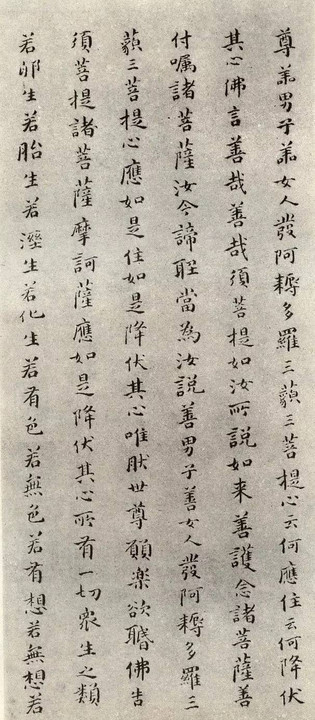 尊善男子善女人發阿耨多羅三藐三菩提心云何應住云何降伏
其心佛言善哉善哉須菩提如汝所說如来善護念諸菩薩善
付囑諸菩薩汝今諦聽當為汝說善男子善女人發阿耨多羅三
藐三菩提心應如是住如是降伏其心唯然世尊願樂欲聞佛告
須菩提諸菩薩摩訶薩應如是降伏其心所有一切衆生之類
若卵生若胎生若溼生若化生若有色若無色若有想若無想若